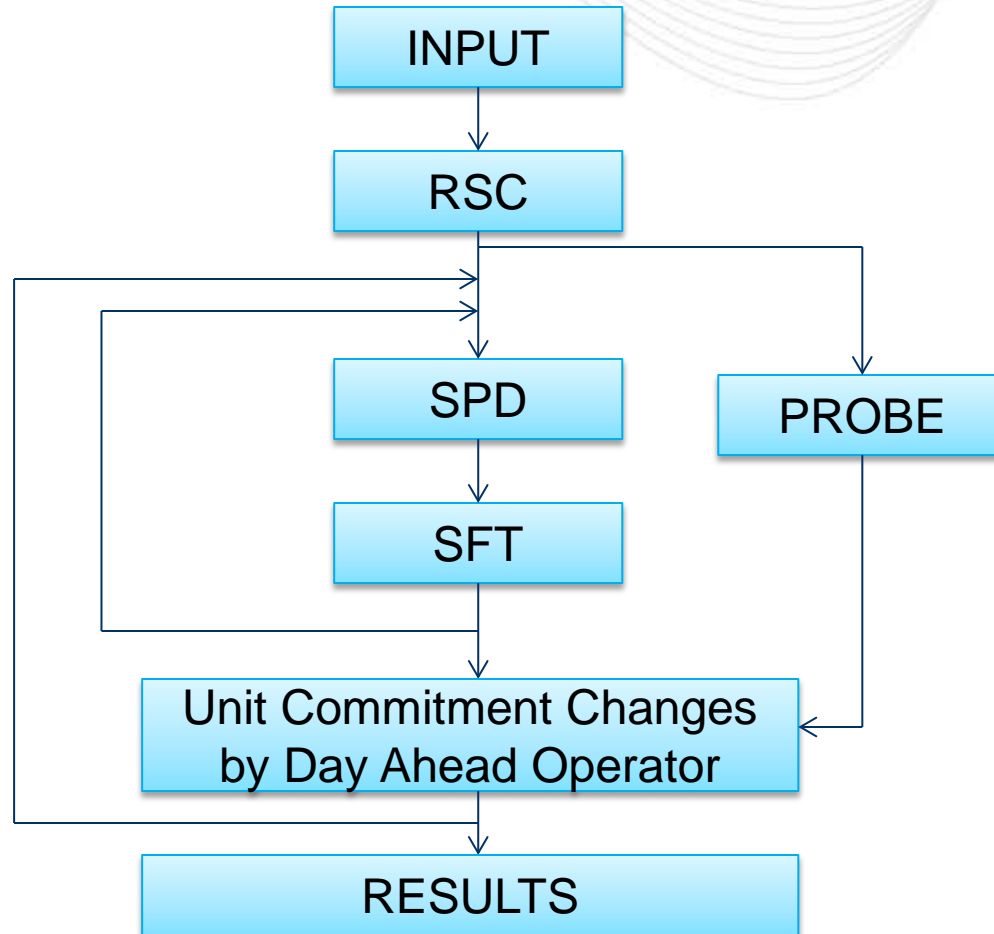 INPUT
RSC
SPD
PROBE
SFT
Unit Commitment Changes
by Day Ahead Operator
RESULTS